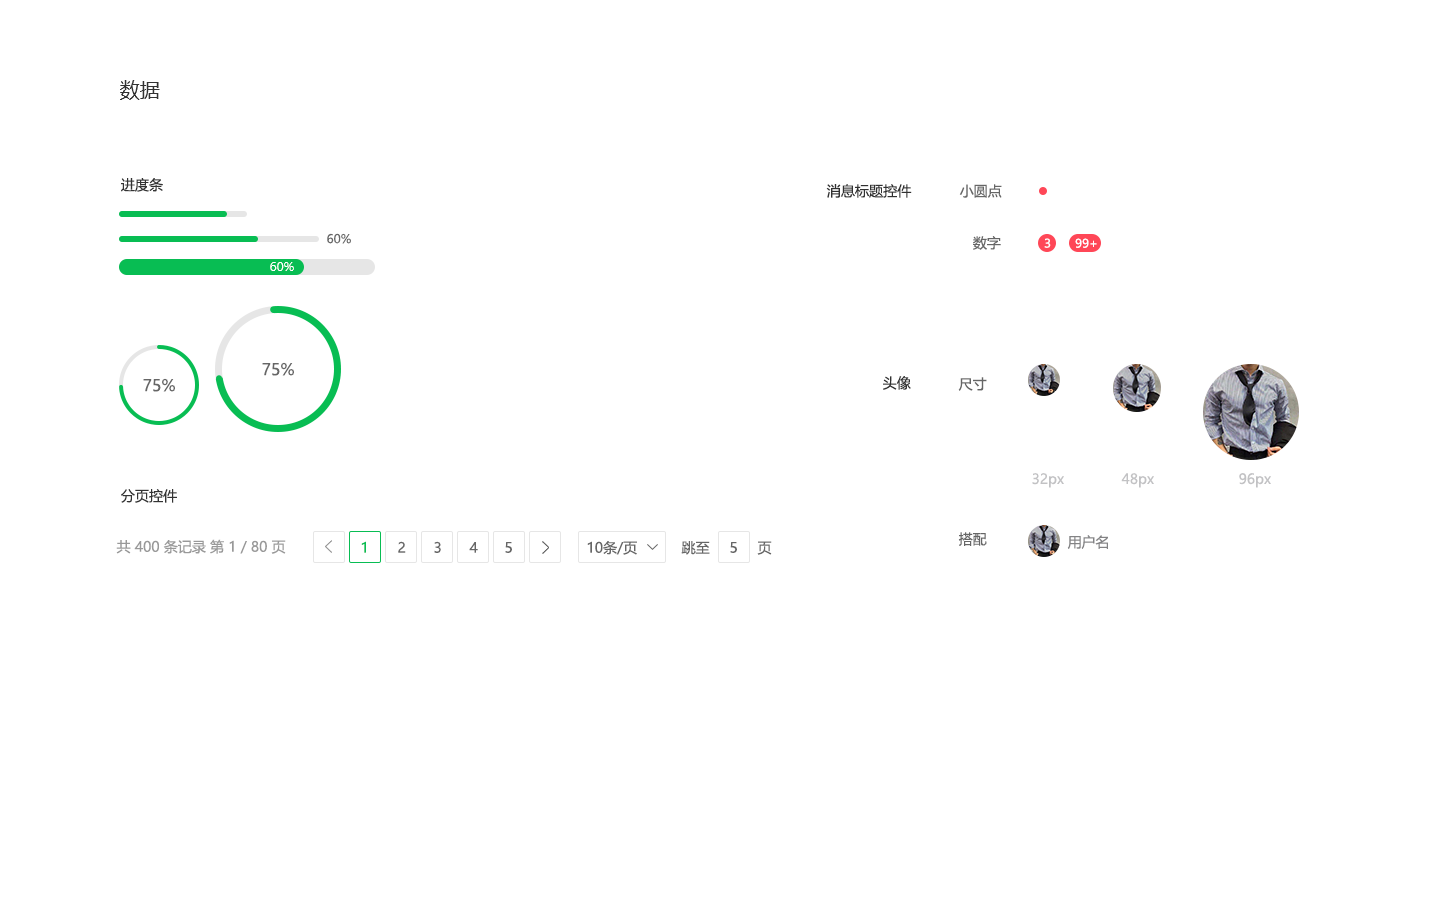 数据
进度条
60%
60%
75%
75%
分页控件
共 400 条记录 第 1 / 80 页
1 2 3 4 5
10条/页
跳至 5 页
消息标题控件
小圆点
数字
3 99+
头像
尺寸
32px 48px 96px
搭配
用户名